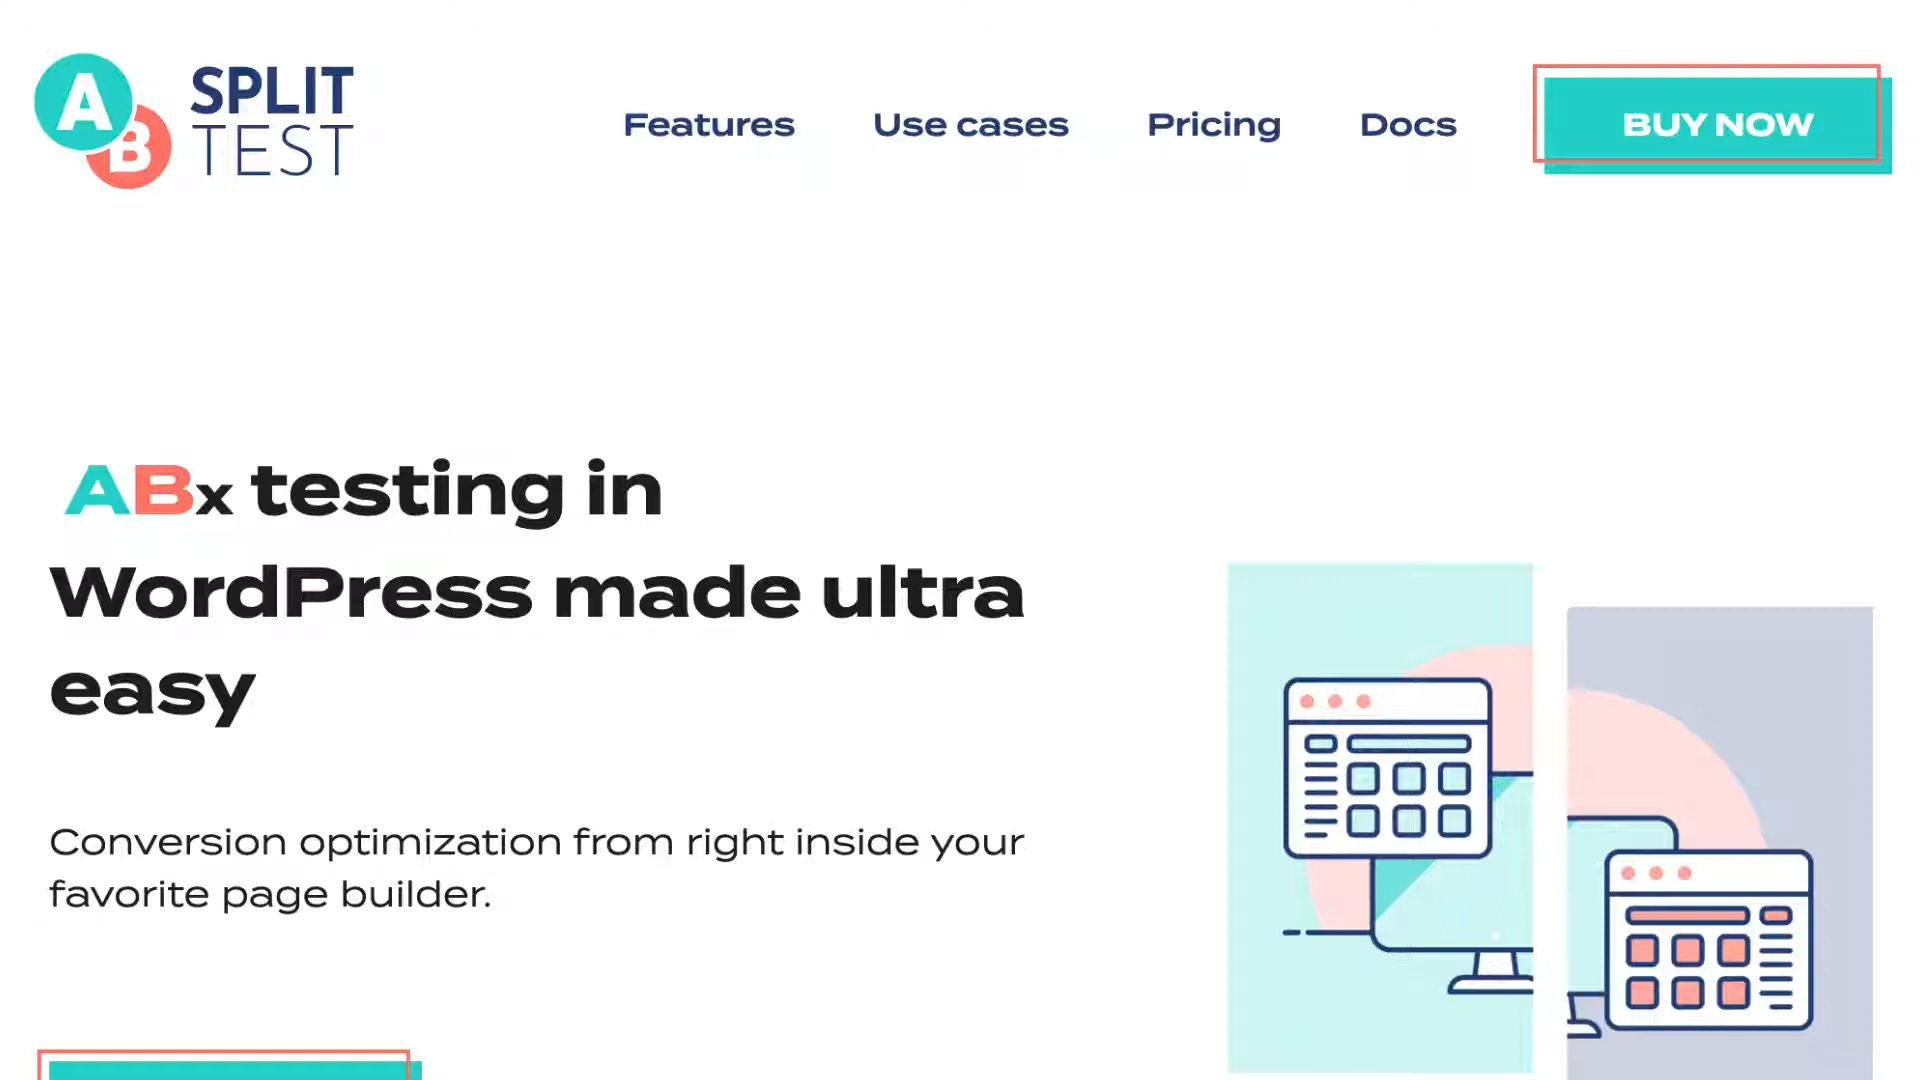 A
B
SPLIT
TEST
Features
Use cases
Pricing
Docs
BUY NOW
ABx testing in
WordPress made ultra
easy
Conversion optimization from right inside your
favorite page builder.